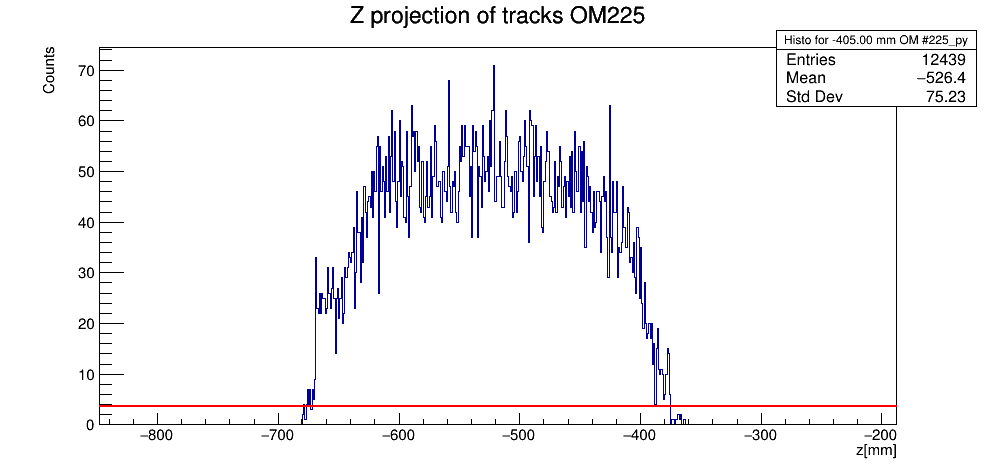 Z projection of tracks OM225
Histo for -405.00 mm OM #225_py
Entries 12439
Mean −526.4
Std Dev 75.23
Counts
70
60
50
40
30
20
10
0
−800 −700 −600 −500 −400 −300 −200
z[mm]